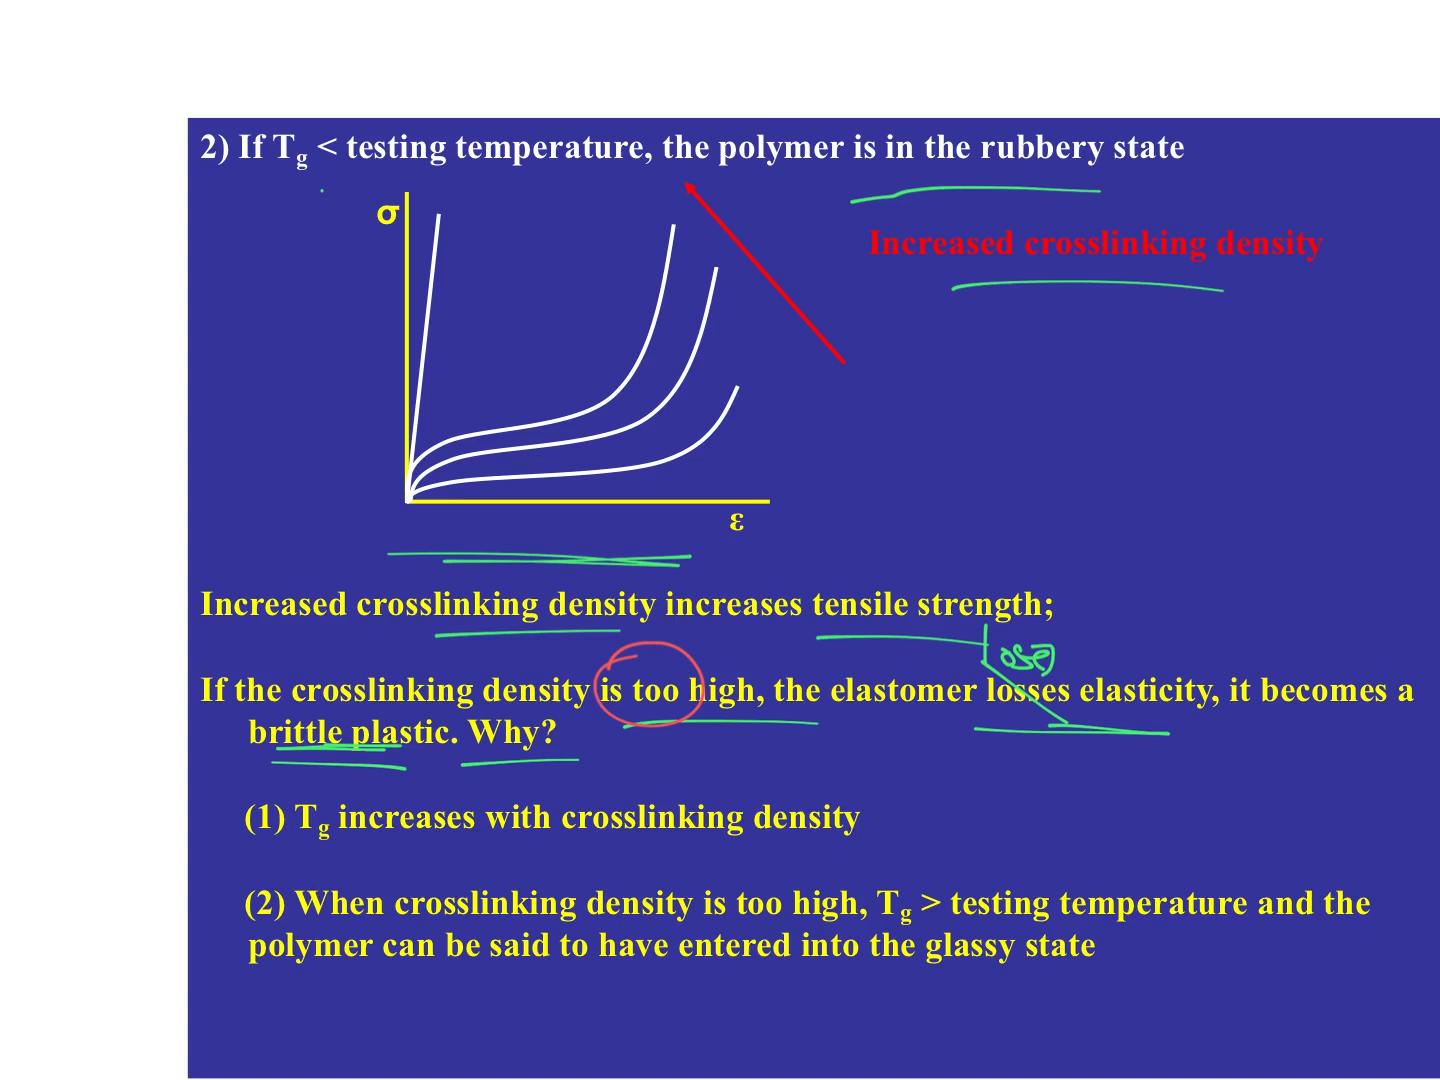 2) If Tg < testing temperature, the polymer is in the rubbery state
σ
Increased crosslinking density
ε
Increased crosslinking density increases tensile strength;
If the crosslinking density is too high, the elastomer losses elasticity, it becomes a
brittle plastic. Why?
(1) Tg increases with crosslinking density
(2) When crosslinking density is too high, Tg > testing temperature and the
polymer can be said to have entered into the glassy state